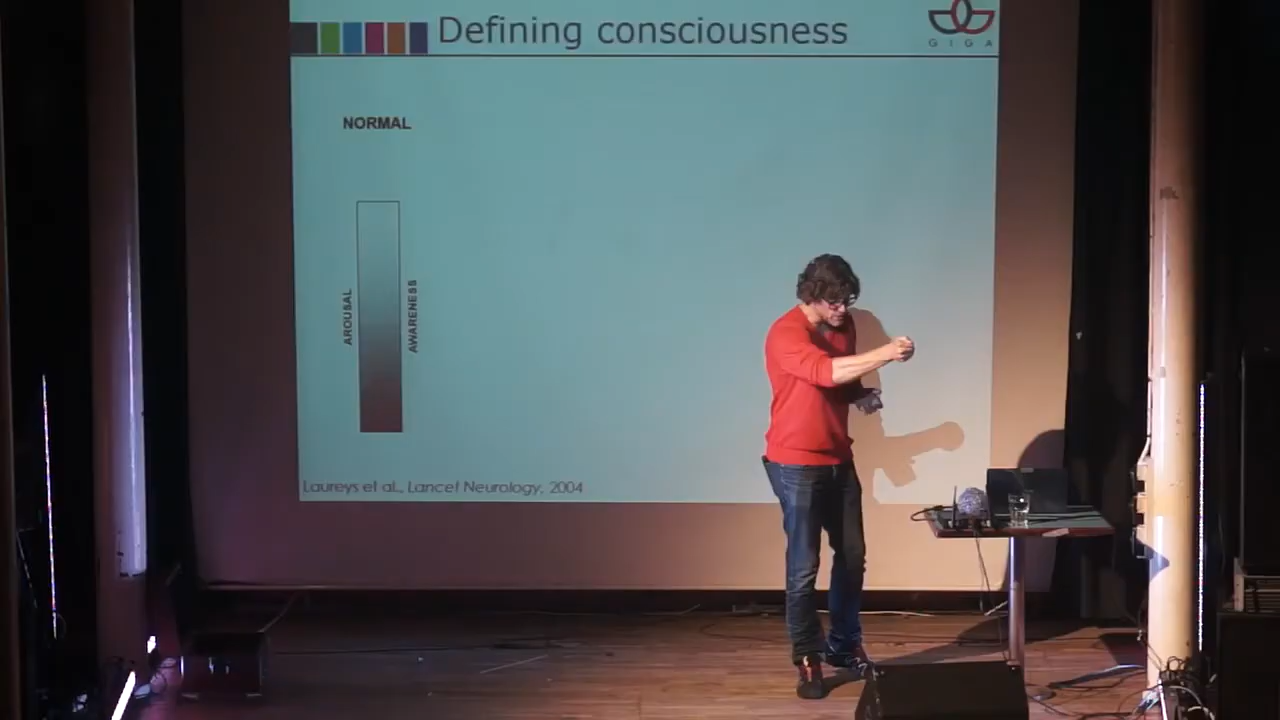 Defining consciousness
GIGA
NORMAL
AROUSAL
AWARENESS
Laureys et al., Lancet Neurology, 2004